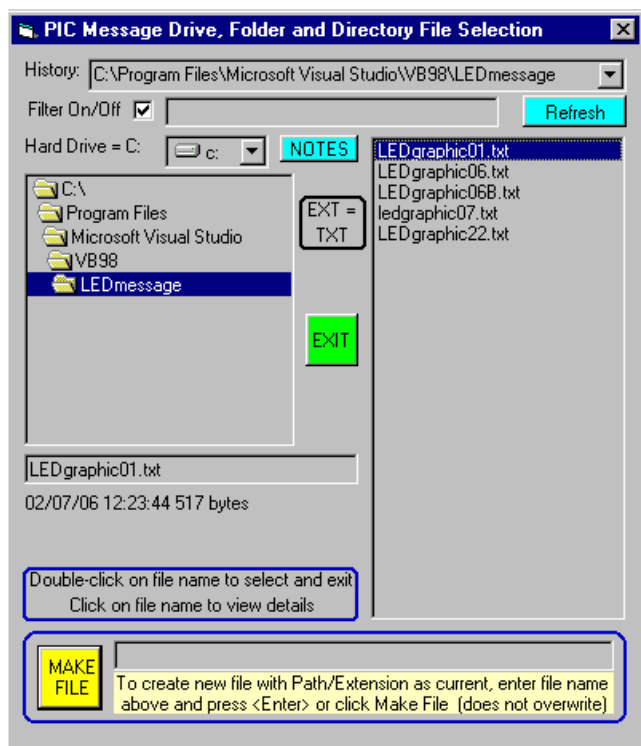 PIC Message Drive, Folder and Directory File Selection
History: C:\Program Files\Microsoft Visual Studio\VB98\LEDmessage
Filter On/Off Refresh
Hard Drive = C: c: NOTES
C:\
Program Files
Microsoft Visual Studio
VB98
LEDmessage
EXT =
TXT
EXIT
LEDgraphic01.txt
LEDgraphic06.txt
LEDgraphic06B.txt
ledgraphic07.txt
LEDgraphic22.txt
LEDgraphic01.txt
02/07/06 12:23:44 517 bytes
Double-click on file name to select and exit
Click on file name to view details
MAKE
FILE
To create new file with Path/Extension as current, enter file name
above and press <Enter> or click Make File (does not overwrite)